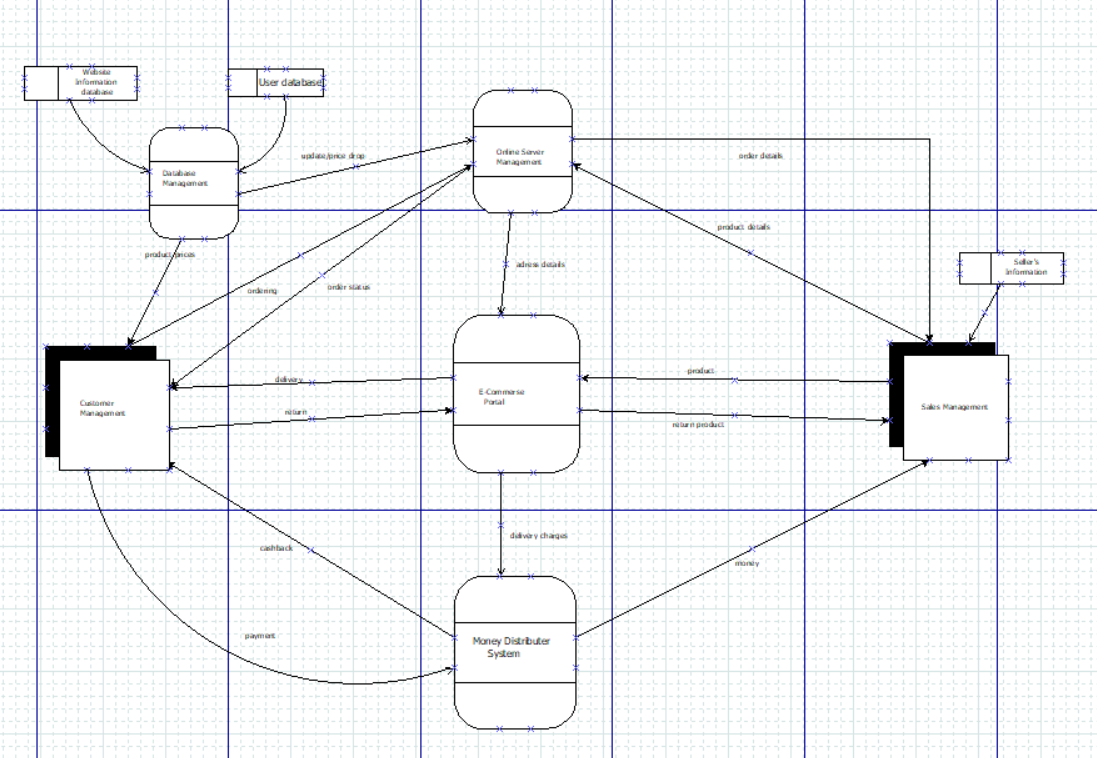 Website
information
database
User database
Database
Management
update/price drop
Online Server
Management
order details
product details
product prices
adress details
Seller's
information
ordering
order status
Customer
Management
delivery
return
E-Commerse
Portal
product
return product
Sales Management
cashback
delivery charges
money
payment
Money Distributer
System